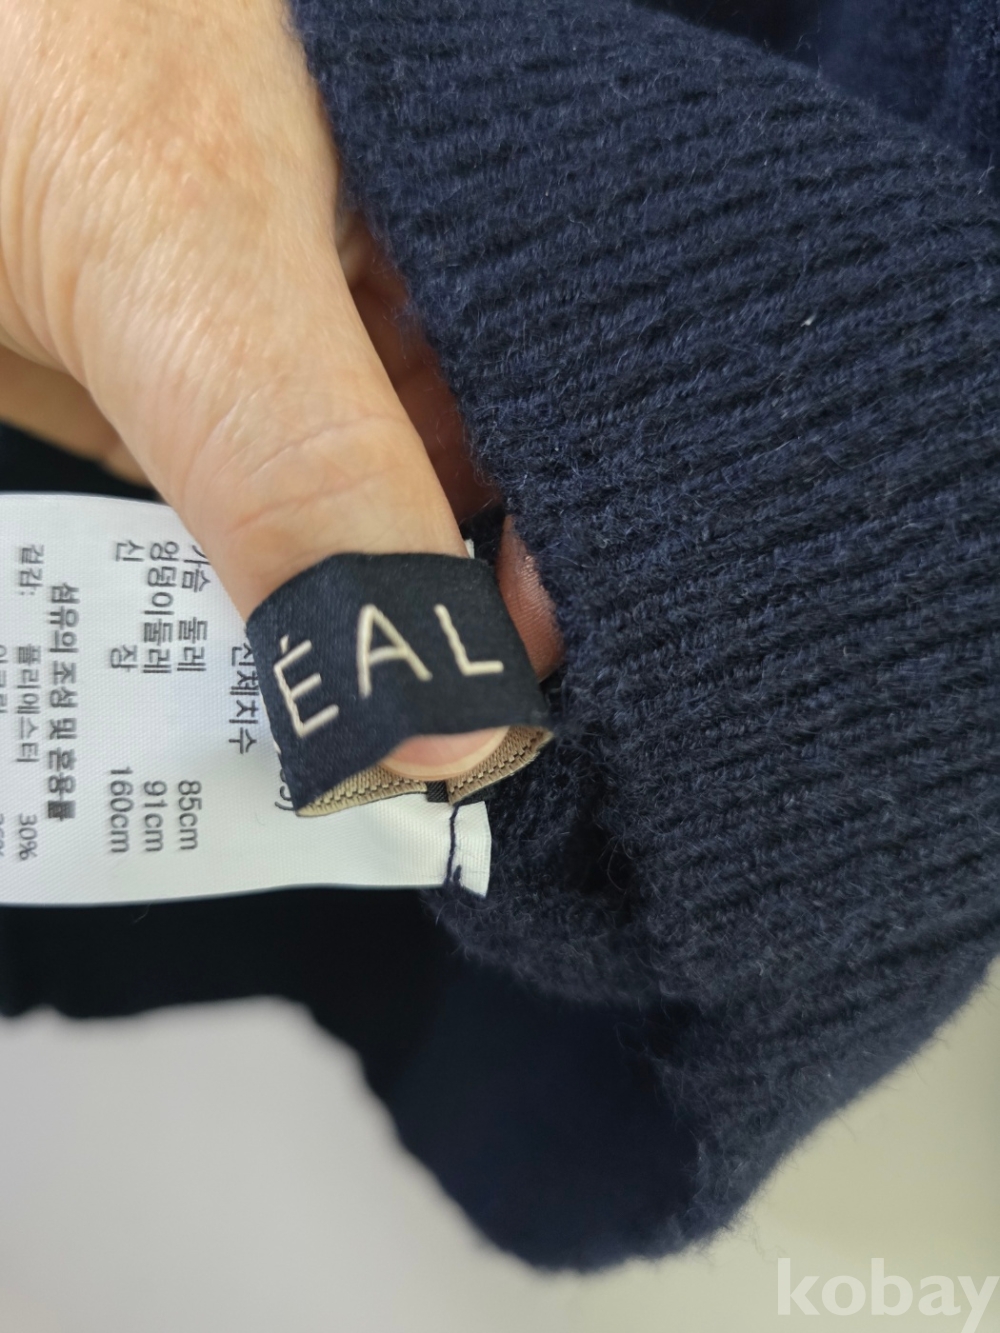 ÉAL
신체치수
가슴 둘레 85cm
엉덩이둘레 91cm
신 장 160cm
섬유의 조성 및 혼용률
겉감: 폴리에스터 30%
kobay